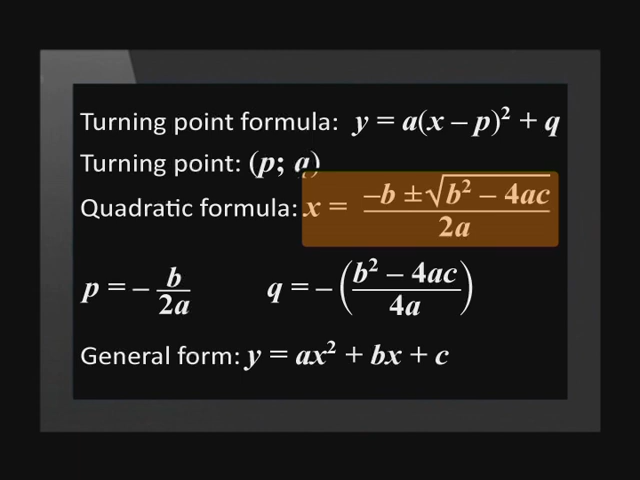 Turning point formula: y = a(x – p)² + q
Turning point: (p; q)
Quadratic formula: x = (–b ± √(b² – 4ac)) / 2a
p = – b/2a    q = – ((b² – 4ac)/4a)
General form: y = ax² + bx + c